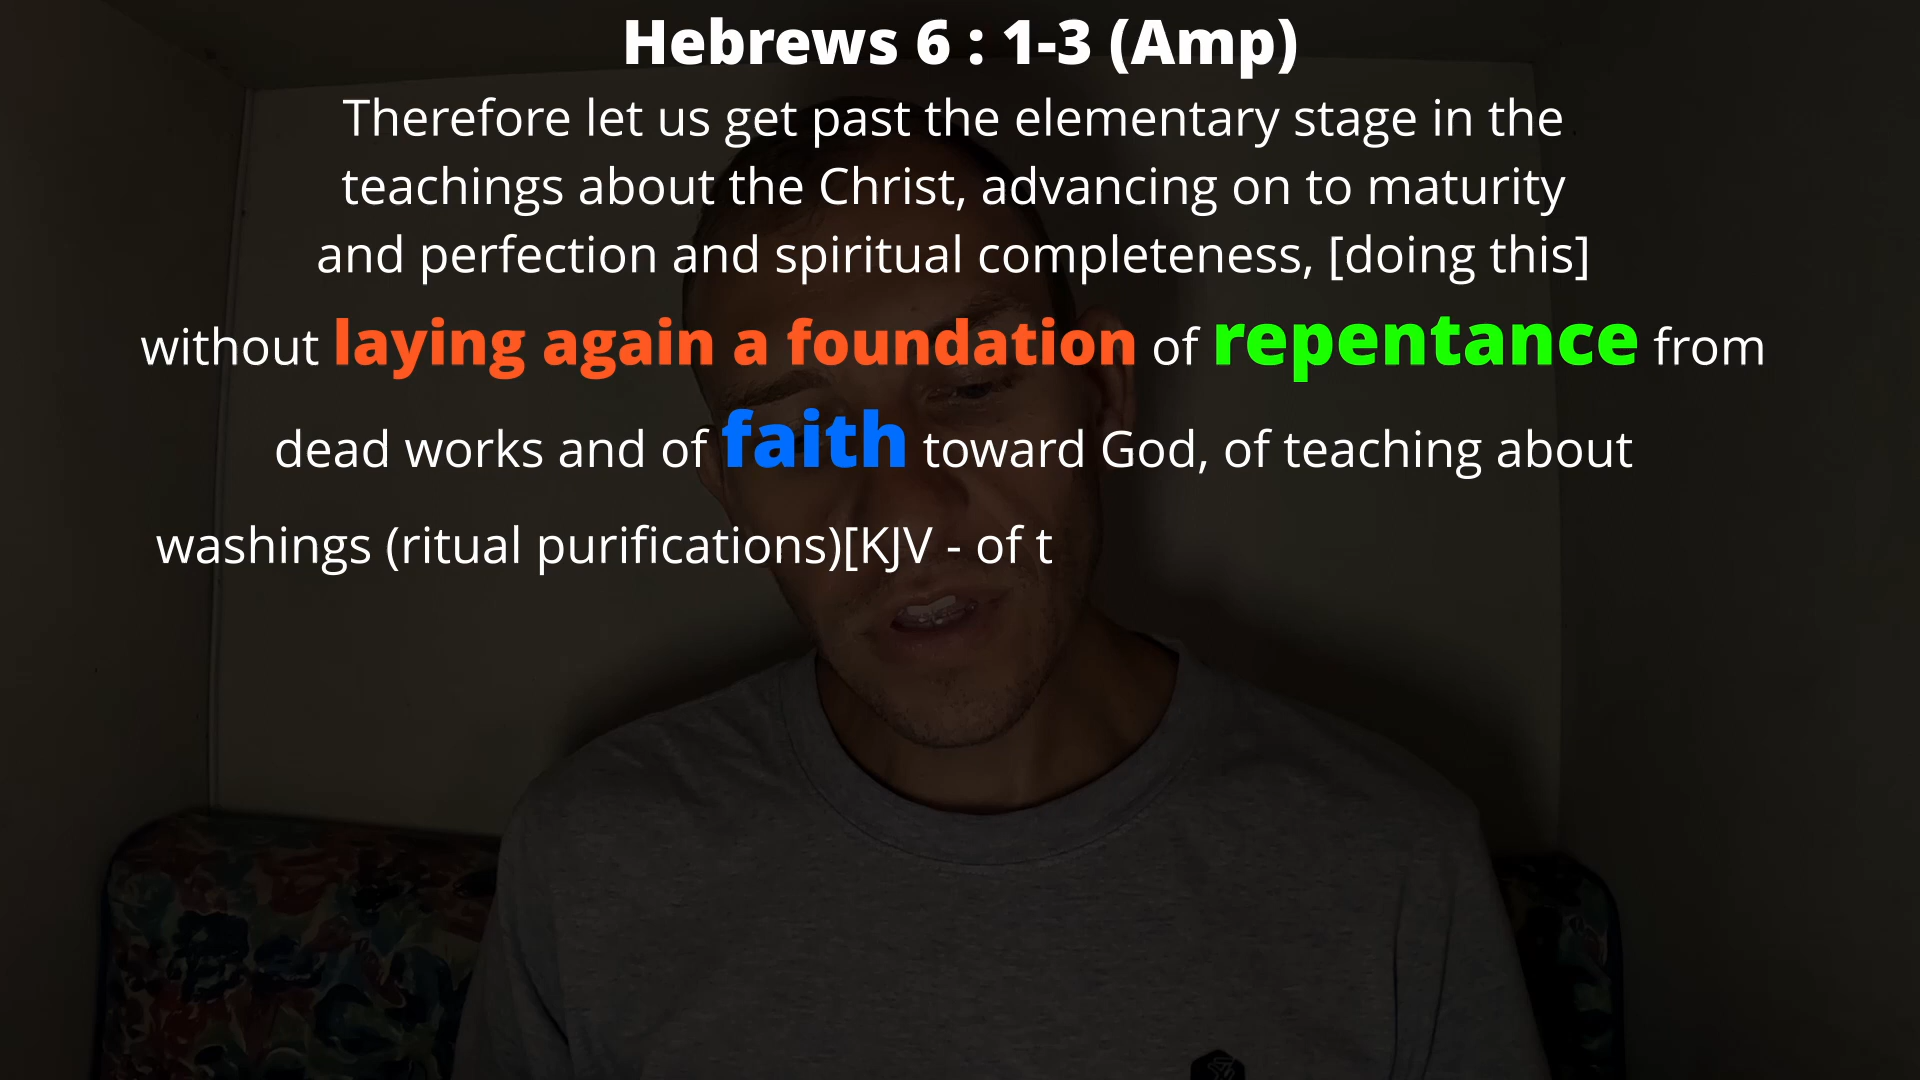 Hebrews 6 : 1-3 (Amp)
Therefore let us get past the elementary stage in the
teachings about the Christ, advancing on to maturity
and perfection and spiritual completeness, [doing this]
without laying again a foundation of repentance from
dead works and of faith toward God, of teaching about
washings (ritual purifications)[KJV - of t